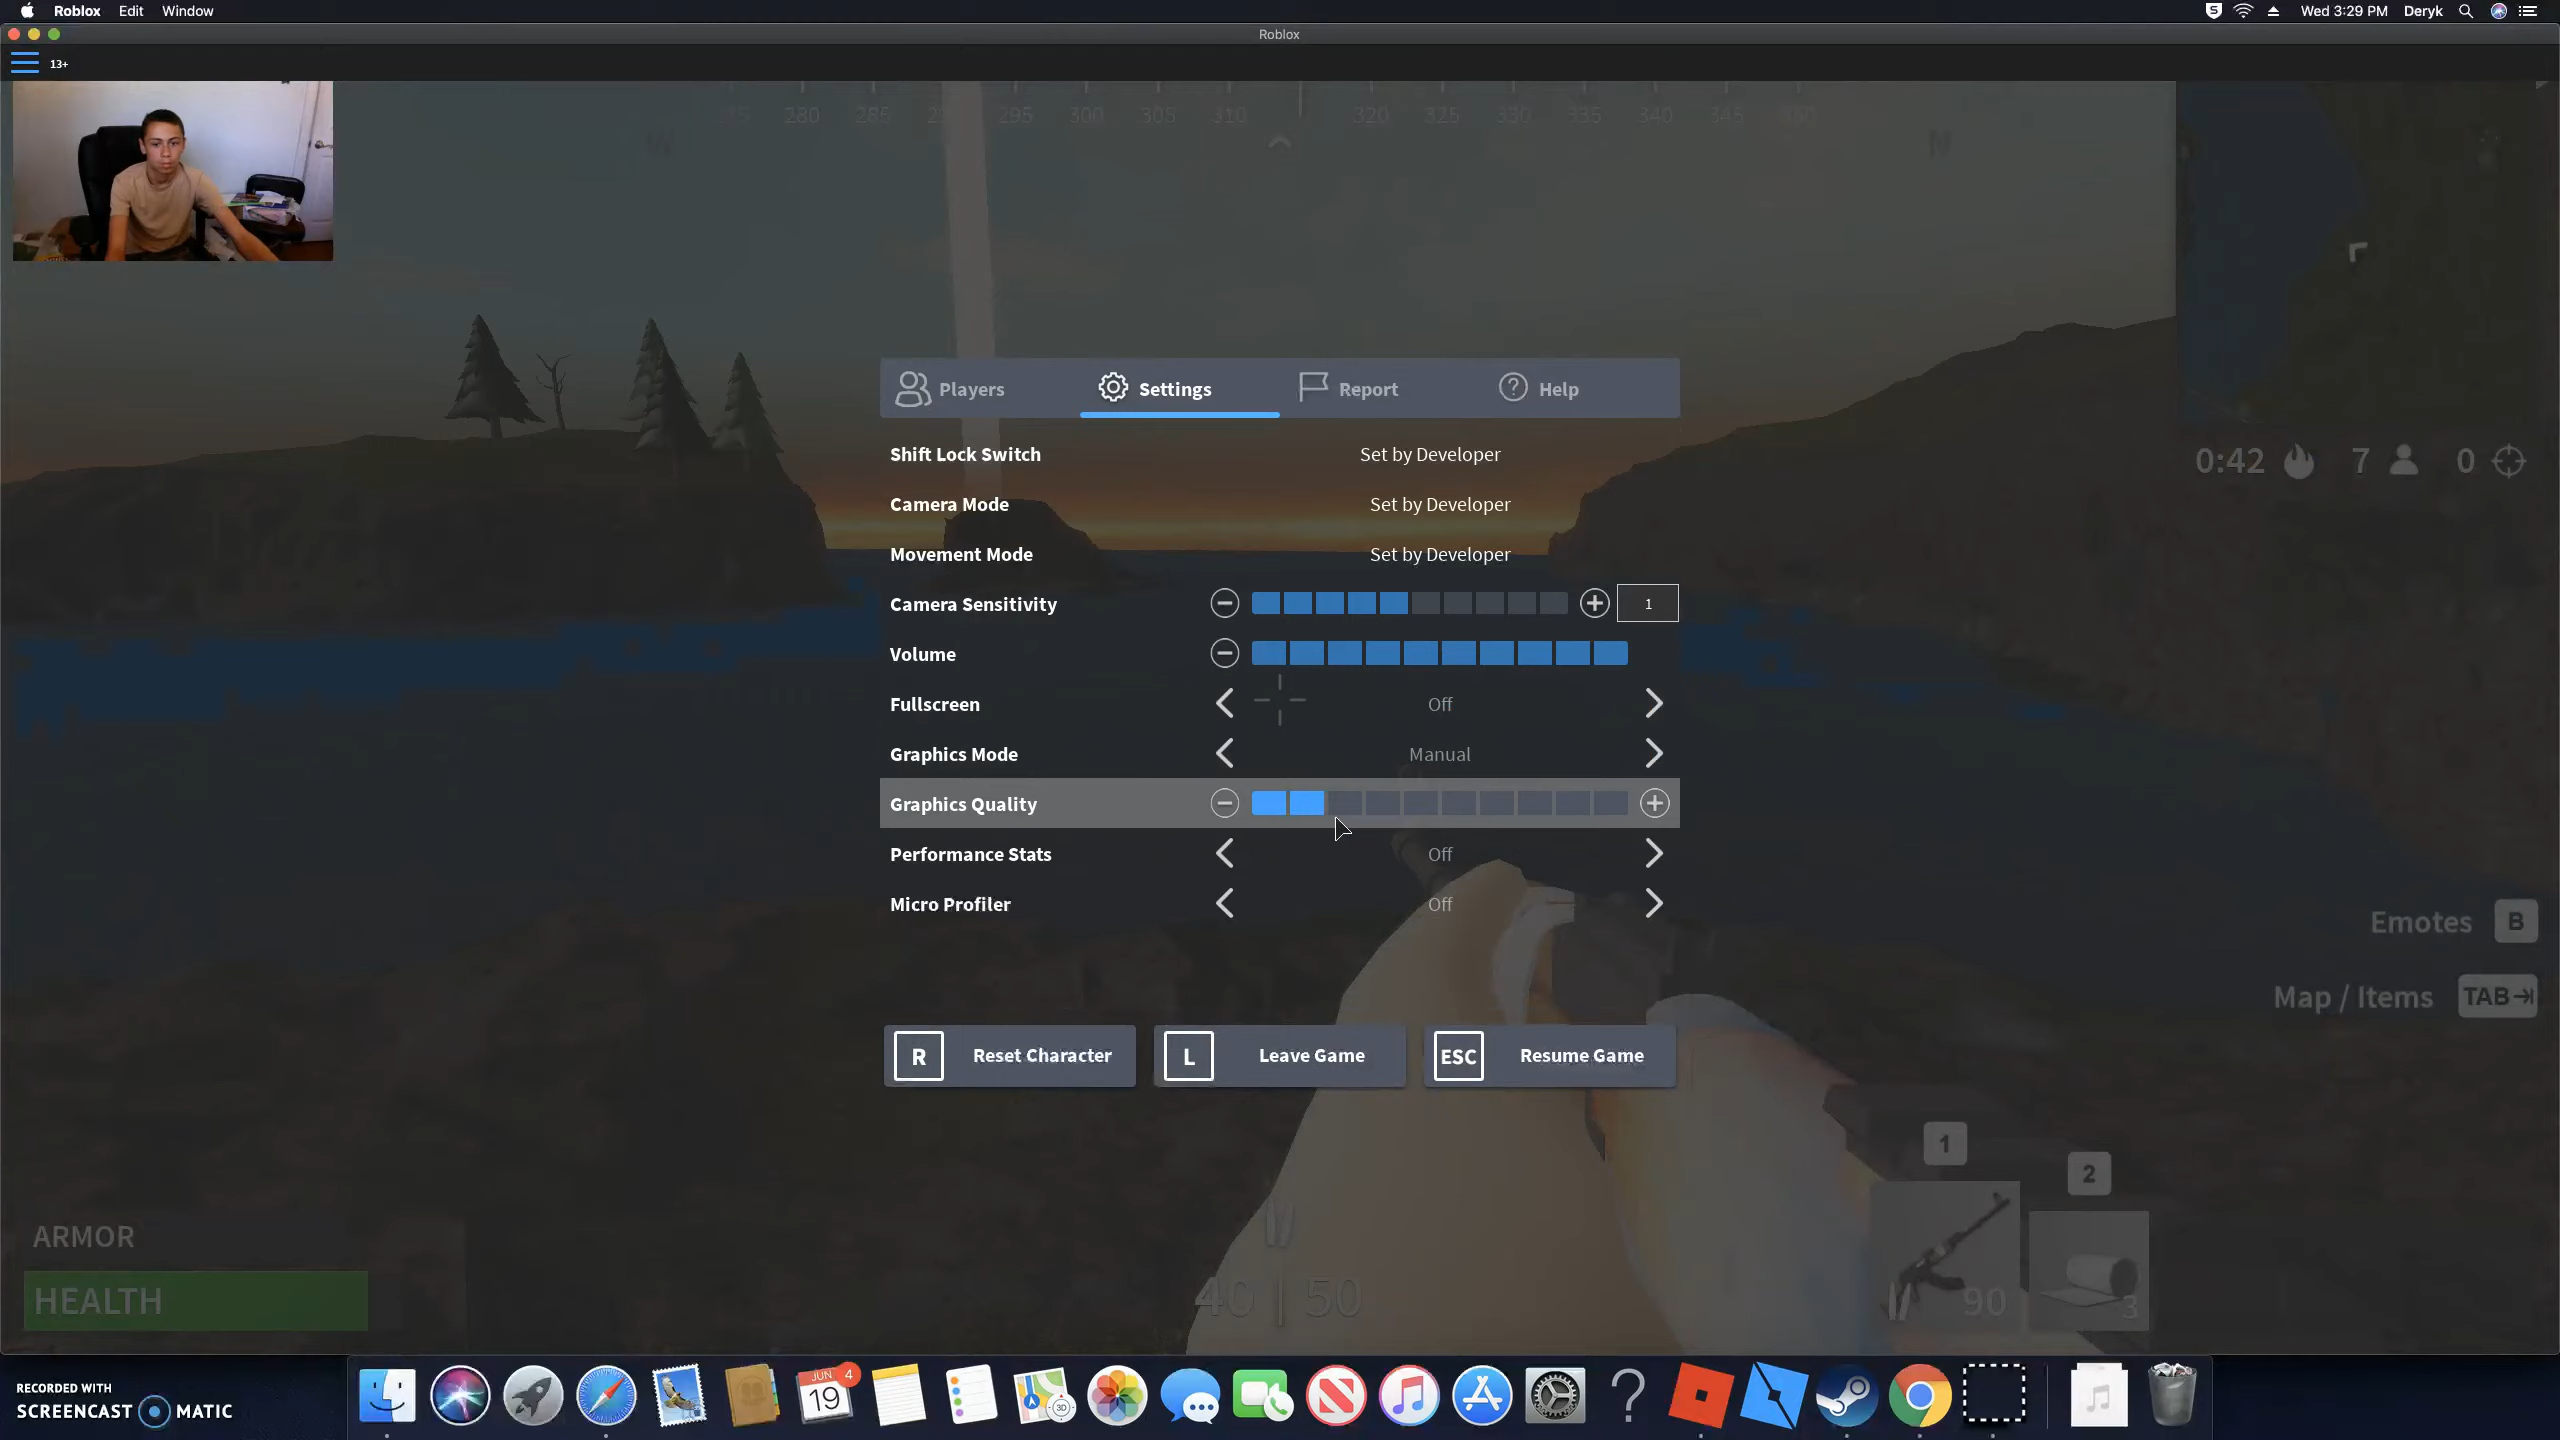 Roblox Edit Window
Wed 3:29 PM Deryk
Roblox
13+
280 285 295 300 305 310 320 325 330 335 340 345
N
Players Settings Report Help
Shift Lock Switch Set by Developer
Camera Mode Set by Developer
Movement Mode Set by Developer
Camera Sensitivity 1
Volume
Fullscreen Off
Graphics Mode Manual
Graphics Quality
Performance Stats Off
Micro Profiler Off
R Reset Character L Leave Game ESC Resume Game
0:42 7 0
Emotes B
Map / Items TAB
1
2
90
3
40 | 50
ARMOR
HEALTH
RECORDED WITH
SCREENCAST MATIC
JUN 4
19
3D